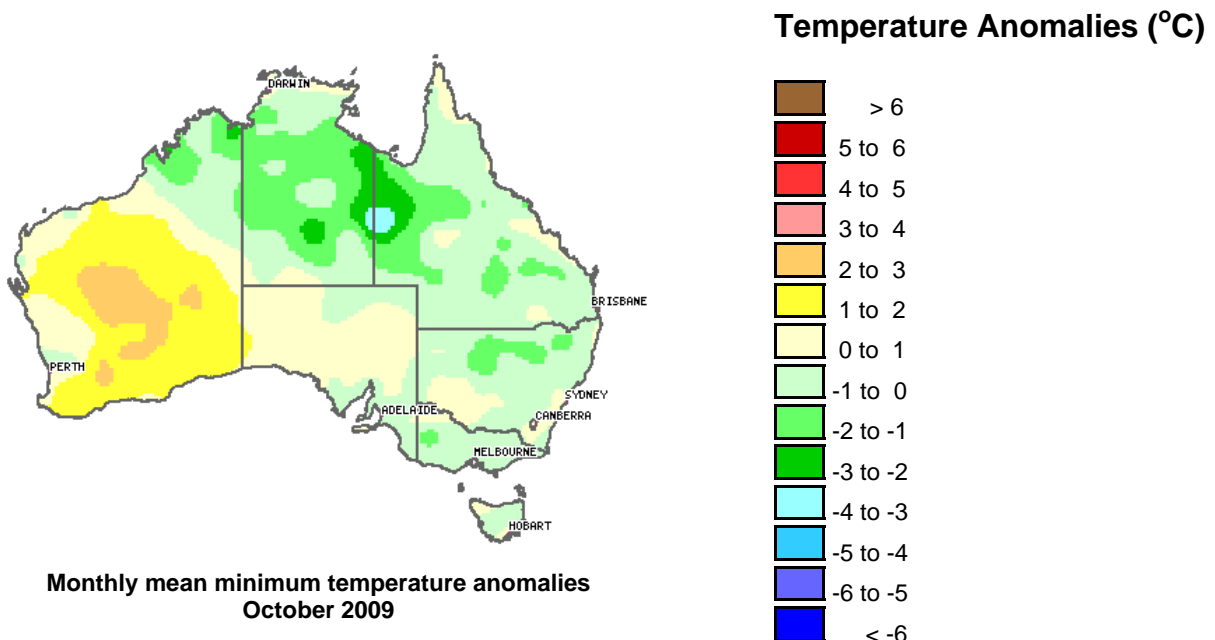 Temperature Anomalies (°C)
DARWIN
BRISBANE
PERTH
SYDNEY
ADELAIDE
CANBERRA
MELBOURNE
HOBART
Monthly mean minimum temperature anomalies
October 2009
> 6
5 to 6
4 to 5
3 to 4
2 to 3
1 to 2
0 to 1
-1 to 0
-2 to -1
-3 to -2
-4 to -3
-5 to -4
-6 to -5
< -6